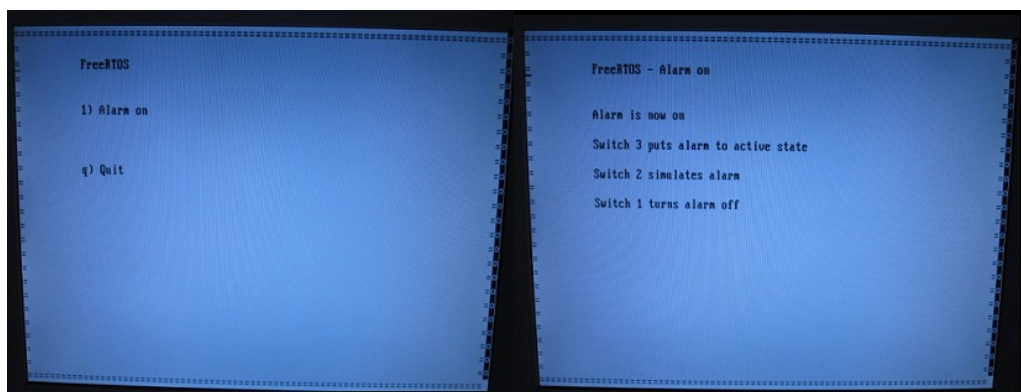 FreeRTOS
1) Alarm on
q) Quit
FreeRTOS - Alarm on
Alarm is now on
Switch 3 puts alarm to active state
Switch 2 simulates alarm
Switch 1 turns alarm off